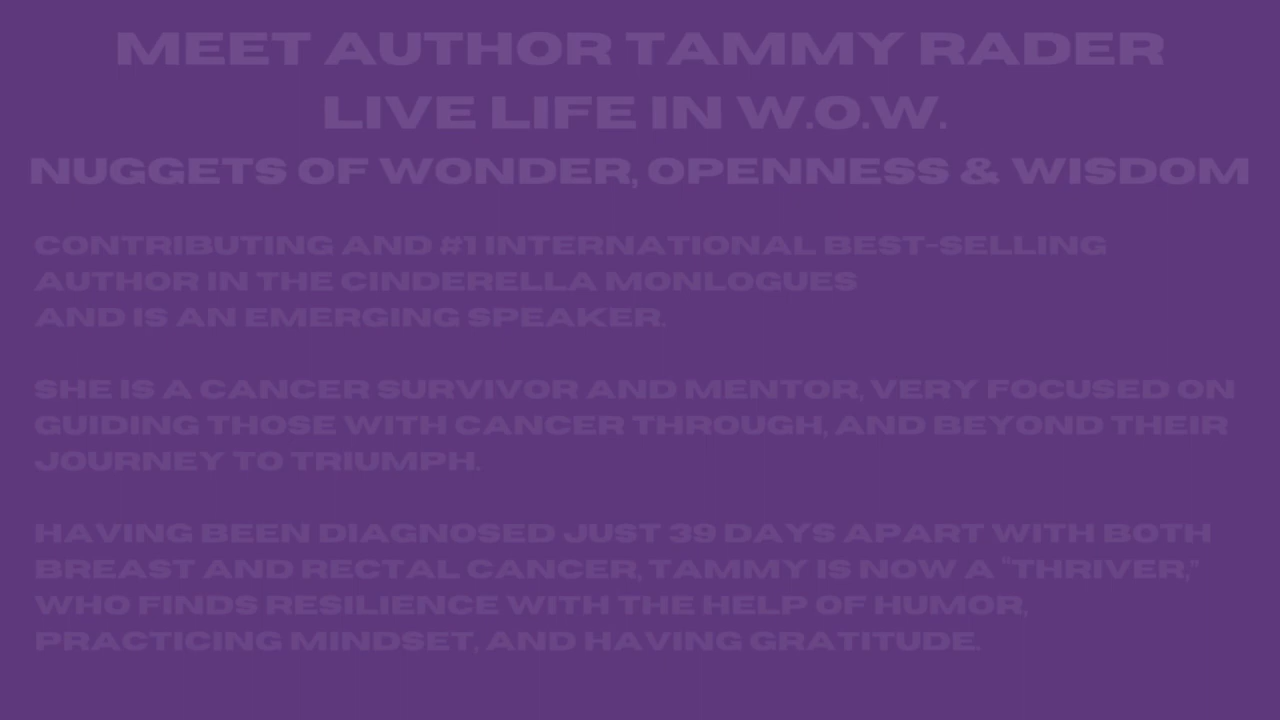 MEET AUTHOR TAMMY RADER
LIVE LIFE IN W.O.W.
NUGGETS OF WONDER, OPENNESS & WISDOM
CONTRIBUTING AND #1 INTERNATIONAL BEST-SELLING
AUTHOR IN THE CINDERELLA MONLOGUES
AND IS AN EMERGING SPEAKER.
SHE IS A CANCER SURVIVOR AND MENTOR, VERY FOCUSED ON
GUIDING THOSE WITH CANCER THROUGH, AND BEYOND THEIR
JOURNEY TO TRIUMPH.
HAVING BEEN DIAGNOSED JUST 39 DAYS APART WITH BOTH
BREAST AND RECTAL CANCER, TAMMY IS NOW A "THRIVER,"
WHO FINDS RESILIENCE WITH THE HELP OF HUMOR,
PRACTICING MINDSET, AND HAVING GRATITUDE.